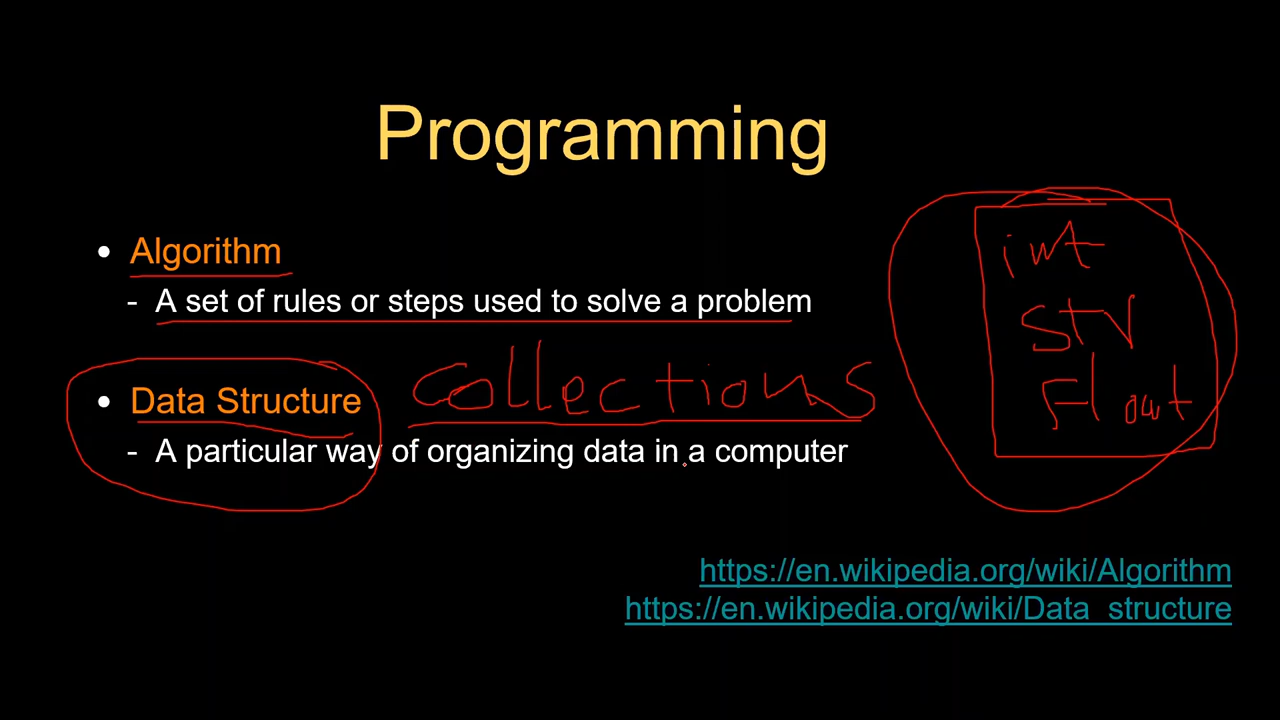 Programming
• Algorithm
- A set of rules or steps used to solve a problem
• Data Structure
collections
- A particular way of organizing data in a computer
int
str
Float
https://en.wikipedia.org/wiki/Algorithm
https://en.wikipedia.org/wiki/Data_structure